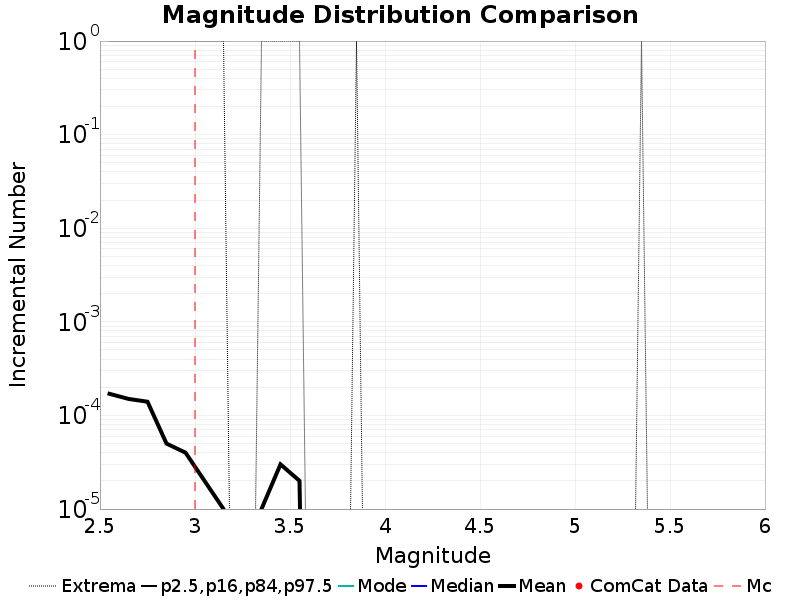 Magnitude Distribution Comparison
Incremental Number
10^0
10^-1
10^-2
10^-3
10^-4
10^-5
2.5 3 3.5 4 4.5 5 5.5 6
Magnitude
Extrema p2.5,p16,p84,p97.5 Mode Median Mean ComCat Data Mc